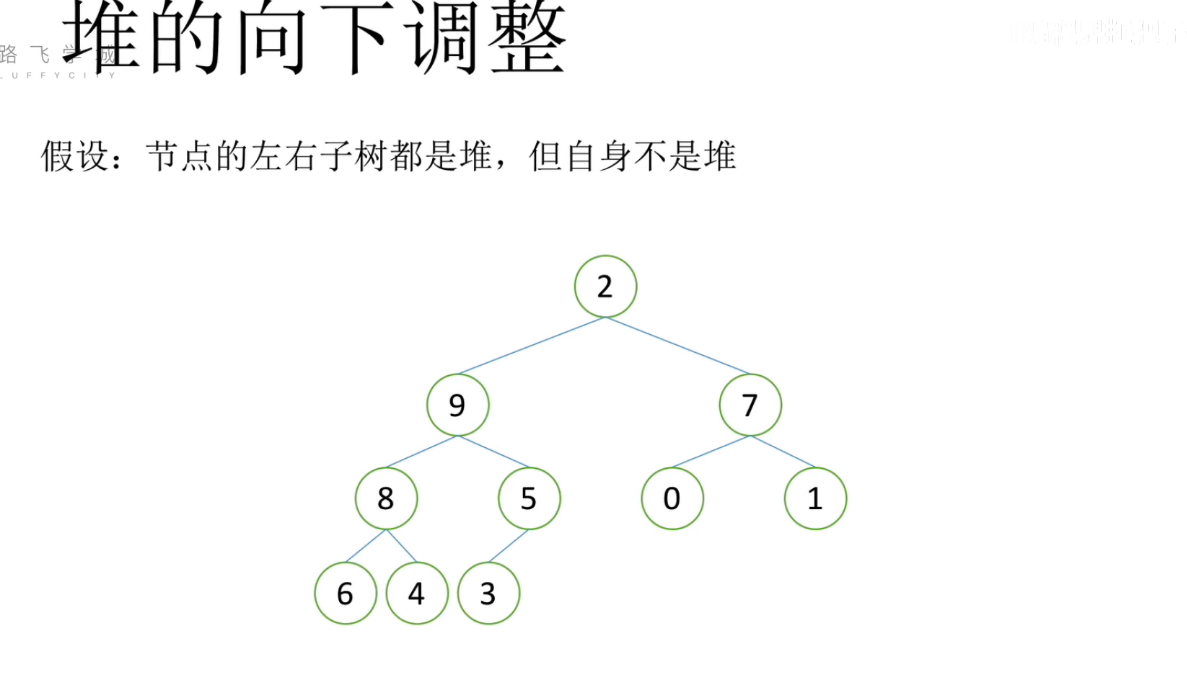 堆的向下调整
路飞学城
LUFFYCITY
假设：节点的左右子树都是堆，但自身不是堆
2
9 7
8 5 0 1
6 4 3